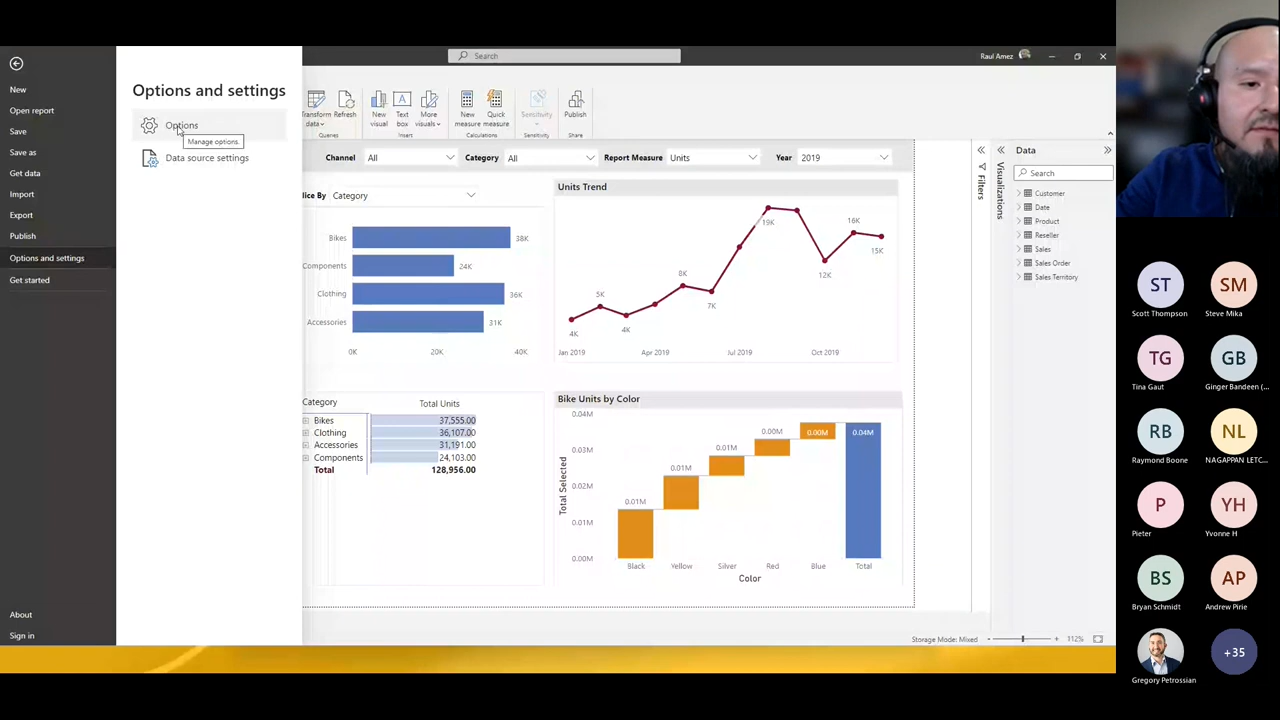 Search
Raul Amez
New
Open report
Save
Save as
Get data
Import
Export
Publish
Options and settings
Get started
About
Sign in
Options and settings
Options
Manage options.
Data source settings
Transform data
Refresh
Queries
New visual
Text box
More visuals
Insert
New measure
Quick measure
Calculations
Sensitivity
Sensitivity
Publish
Share
Channel All
Category All
Report Measure Units
Year 2019
lice By Category
Bikes 38K
Components 24K
Clothing 36K
Accessories 31K
0K 20K 40K
Units Trend
4K 5K 4K 8K 7K 19K 12K 16K 15K
Jan 2019 Apr 2019 Jul 2019 Oct 2019
Category Total Units
Bikes 37,555.00
Clothing 36,107.00
Accessories 31,191.00
Components 24,103.00
Total 128,956.00
Bike Units by Color
Total Selected
0.04M
0.03M
0.02M
0.01M
0.00M
0.01M 0.01M 0.01M 0.00M 0.00M 0.04M
Black Yellow Silver Red Blue Total
Color
Filters
Visualizations
Data
Search
Customer
Date
Product
Reseller
Sales
Sales Order
Sales Territory
Storage Mode: Mixed
- + 112%
ST SM
Scott Thompson Steve Mika
TG GB
Tina Gaut Ginger Bandeen (...
RB NL
Raymond Boone NAGAPPAN LETC...
P YH
Pieter Yvonne H
BS AP
Bryan Schmidt Andrew Pirie
+35
Gregory Petrossian